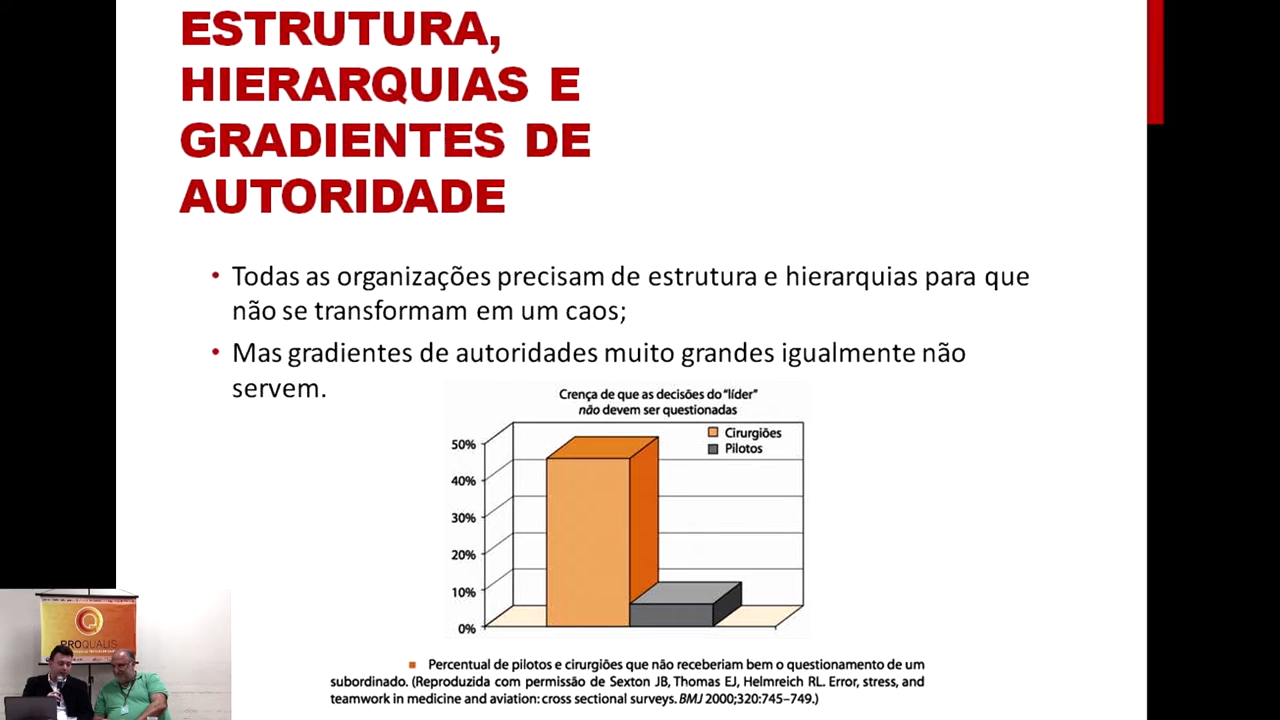 ESTRUTURA,
HIERARQUIAS E
GRADIENTES DE
AUTORIDADE
• Todas as organizações precisam de estrutura e hierarquias para que
não se transformam em um caos;
• Mas gradientes de autoridades muito grandes igualmente não
servem.
Crença de que as decisões do “líder”
não devem ser questionadas
Cirurgiões
Pilotos
50%
40%
30%
20%
10%
0%
Percentual de pilotos e cirurgiões que não receberiam bem o questionamento de um
subordinado. (Reproduzida com permissão de Sexton JB, Thomas EJ, Helmreich RL. Error, stress, and
teamwork in medicine and aviation: cross sectional surveys. BMJ 2000;320:745–749.)
PROQUALIS